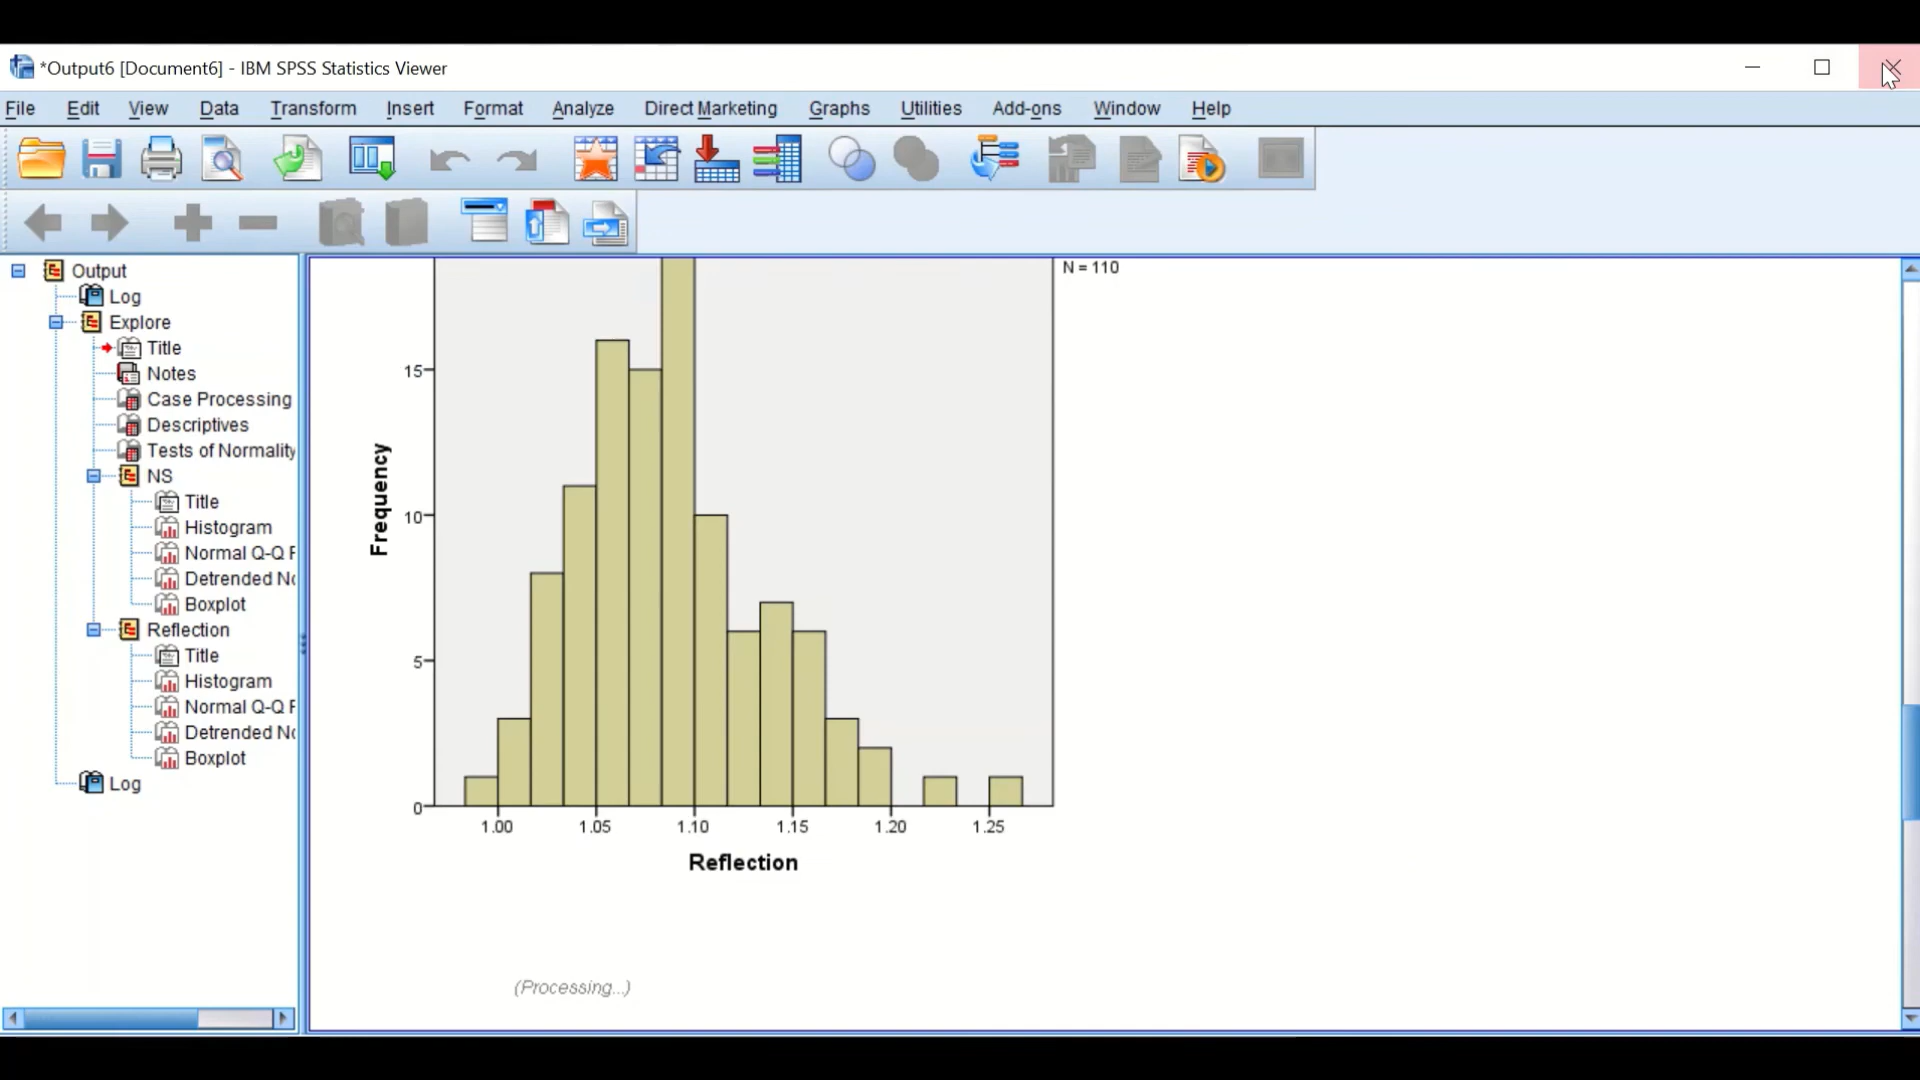 *Output6 [Document6] - IBM SPSS Statistics Viewer
File Edit View Data Transform Insert Format Analyze Direct Marketing Graphs Utilities Add-ons Window Help
Output
Log
Explore
Title
Notes
Case Processing
Descriptives
Tests of Normality
NS
Title
Histogram
Normal Q-Q
Detrended
Boxplot
Reflection
Title
Histogram
Normal Q-Q
Detrended
Boxplot
Log
N = 110
Frequency
15
10
5
0
1.00 1.05 1.10 1.15 1.20 1.25
Reflection
(Processing...)